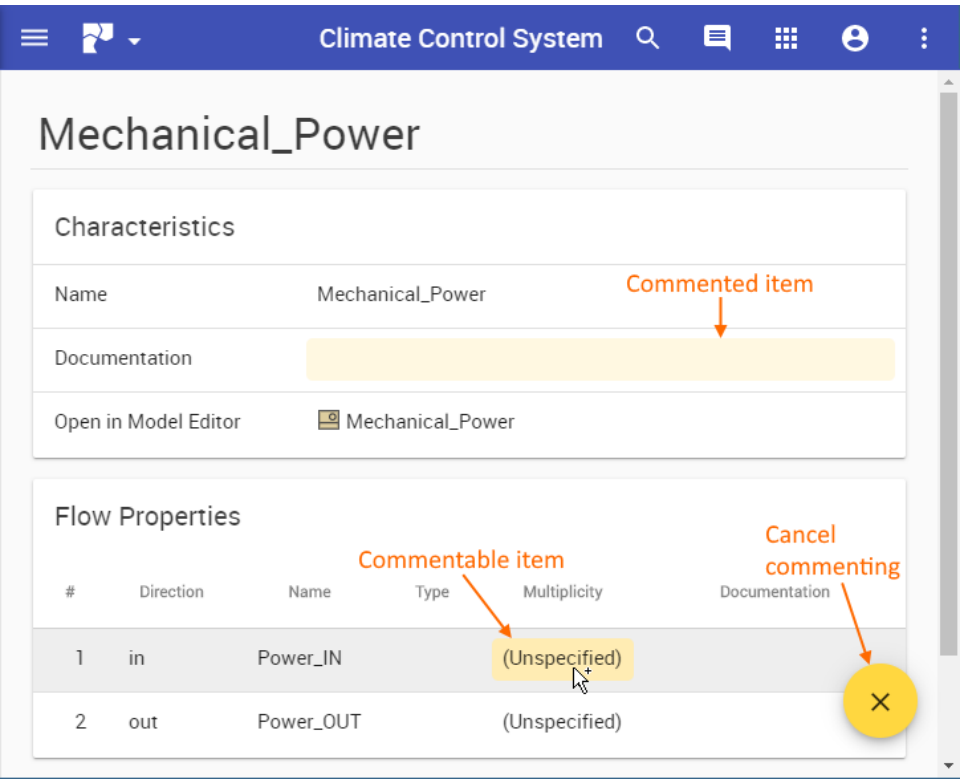 Climate Control System
Mechanical_Power
Characteristics
Name Mechanical_Power
Commented item
Documentation
Open in Model Editor Mechanical_Power
Flow Properties
Cancel
commenting
Commentable item
# Direction Name Type Multiplicity Documentation
1 in Power_IN (Unspecified)
2 out Power_OUT (Unspecified)